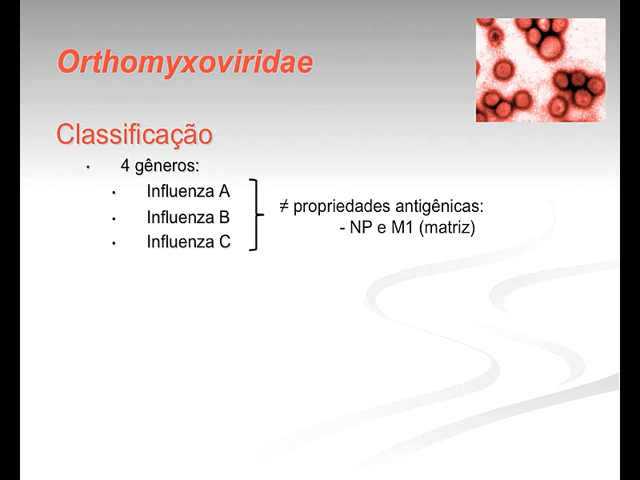 Orthomyxoviridae
Classificação
• 4 gêneros:
• Influenza A
• Influenza B
• Influenza C
≠ propriedades antigênicas:
- NP e M1 (matriz)